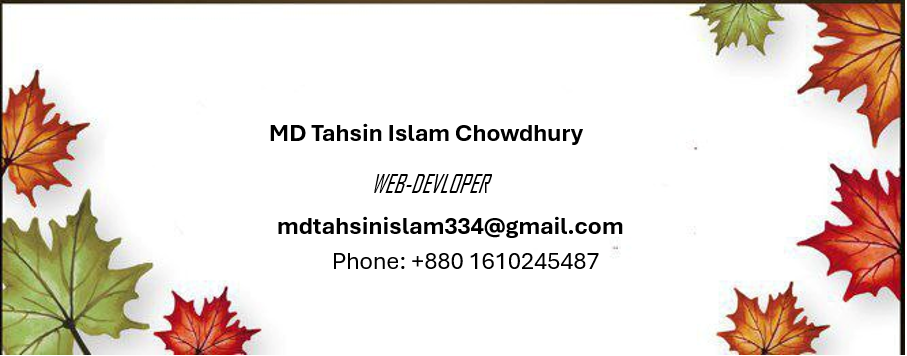 MD Tahsin Islam Chowdhury
WEB-DEVLOPER
mdtahsinislam334@gmail.com
Phone: +880 1610245487